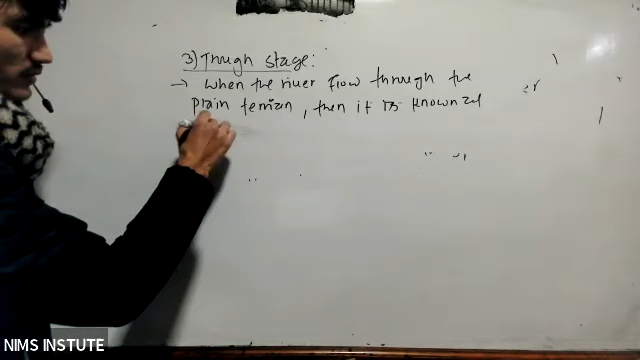 3) Trough stage:
→ when the river flow through the
plain terrian, then it is known as
NIMS INSTUTE